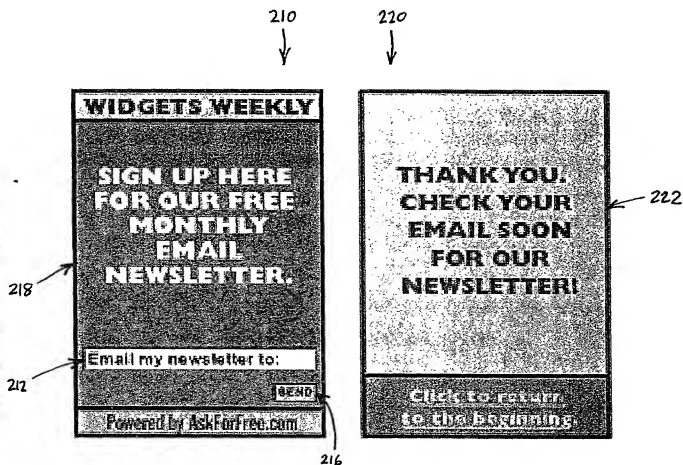 210 220
WIDGETS WEEKLY
SIGN UP HERE
FOR OUR FREE
MONTHLY
EMAIL
NEWSLETTER.
218
212
Email my newsletter to:
SEND
Powered by AskForFree.com
216
THANK YOU.
CHECK YOUR
EMAIL SOON
FOR OUR
NEWSLETTER!
222
Click to return
to the beginning.